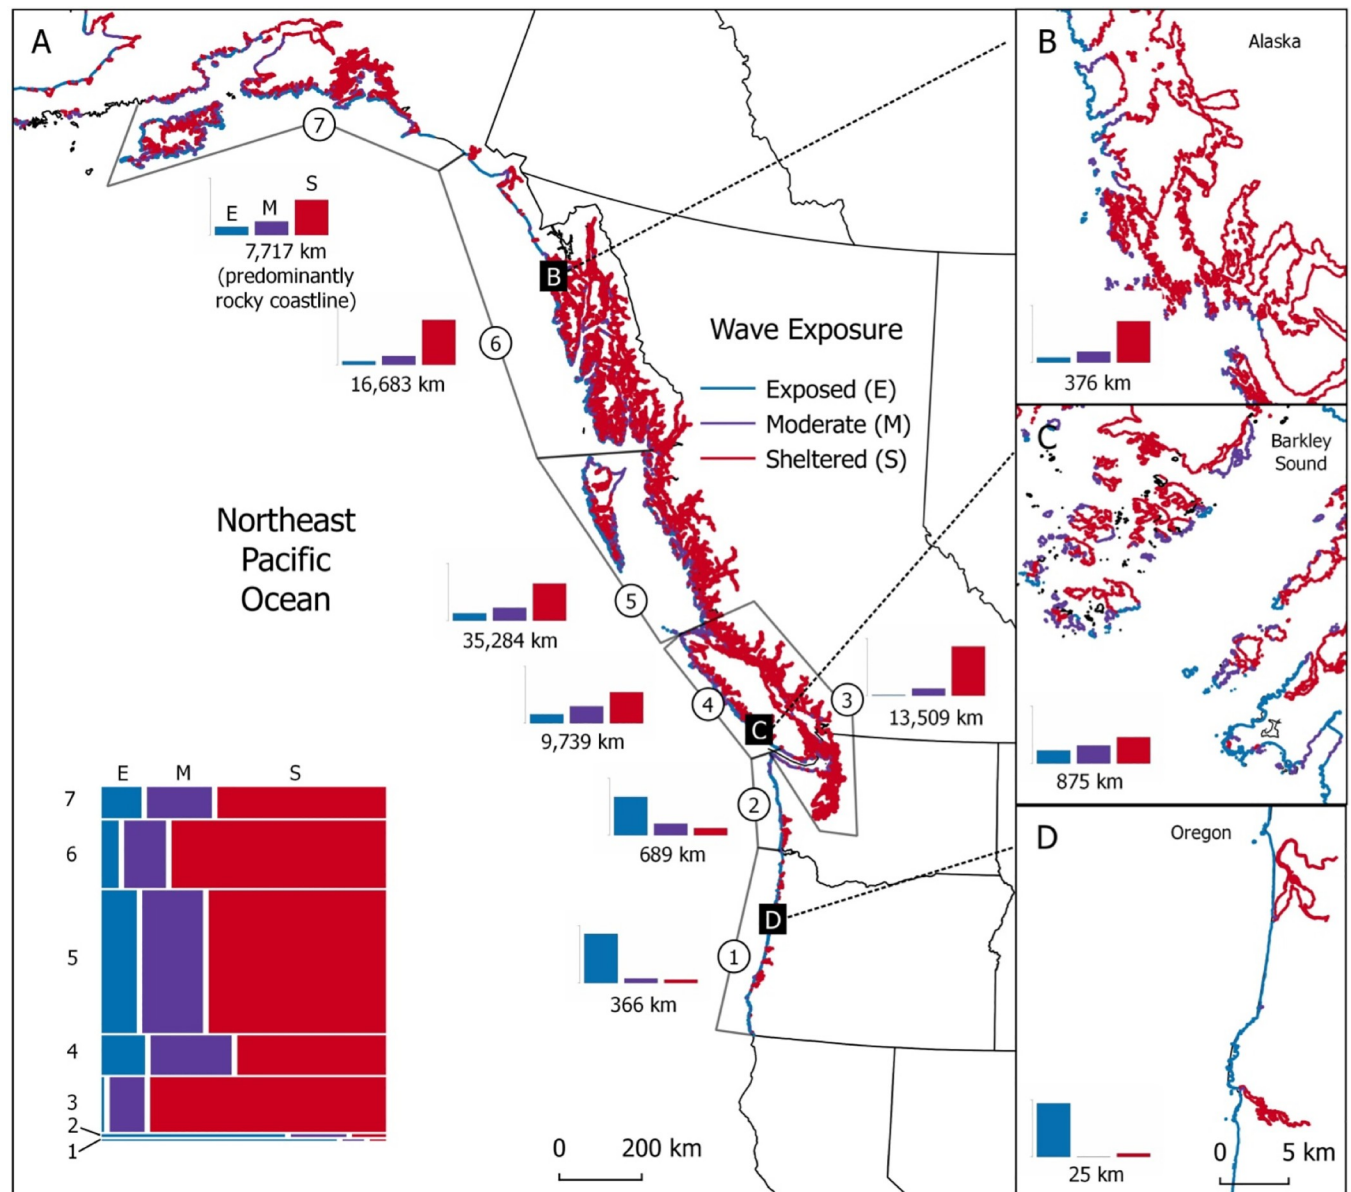 A
7
S
E M
7,717 km
(predominantly
rocky coastline)
6
16,683 km
B
Wave Exposure
Exposed (E)
Moderate (M)
Sheltered (S)
Northeast
Pacific
Ocean
5
35,284 km
4
9,739 km
3
13,509 km
C
2
689 km
D
1
366 km
E M S
7
6
5
4
3
2
1
0 200 km
B
Alaska
376 km
C
Barkley
Sound
875 km
D
Oregon
25 km
0 5 km